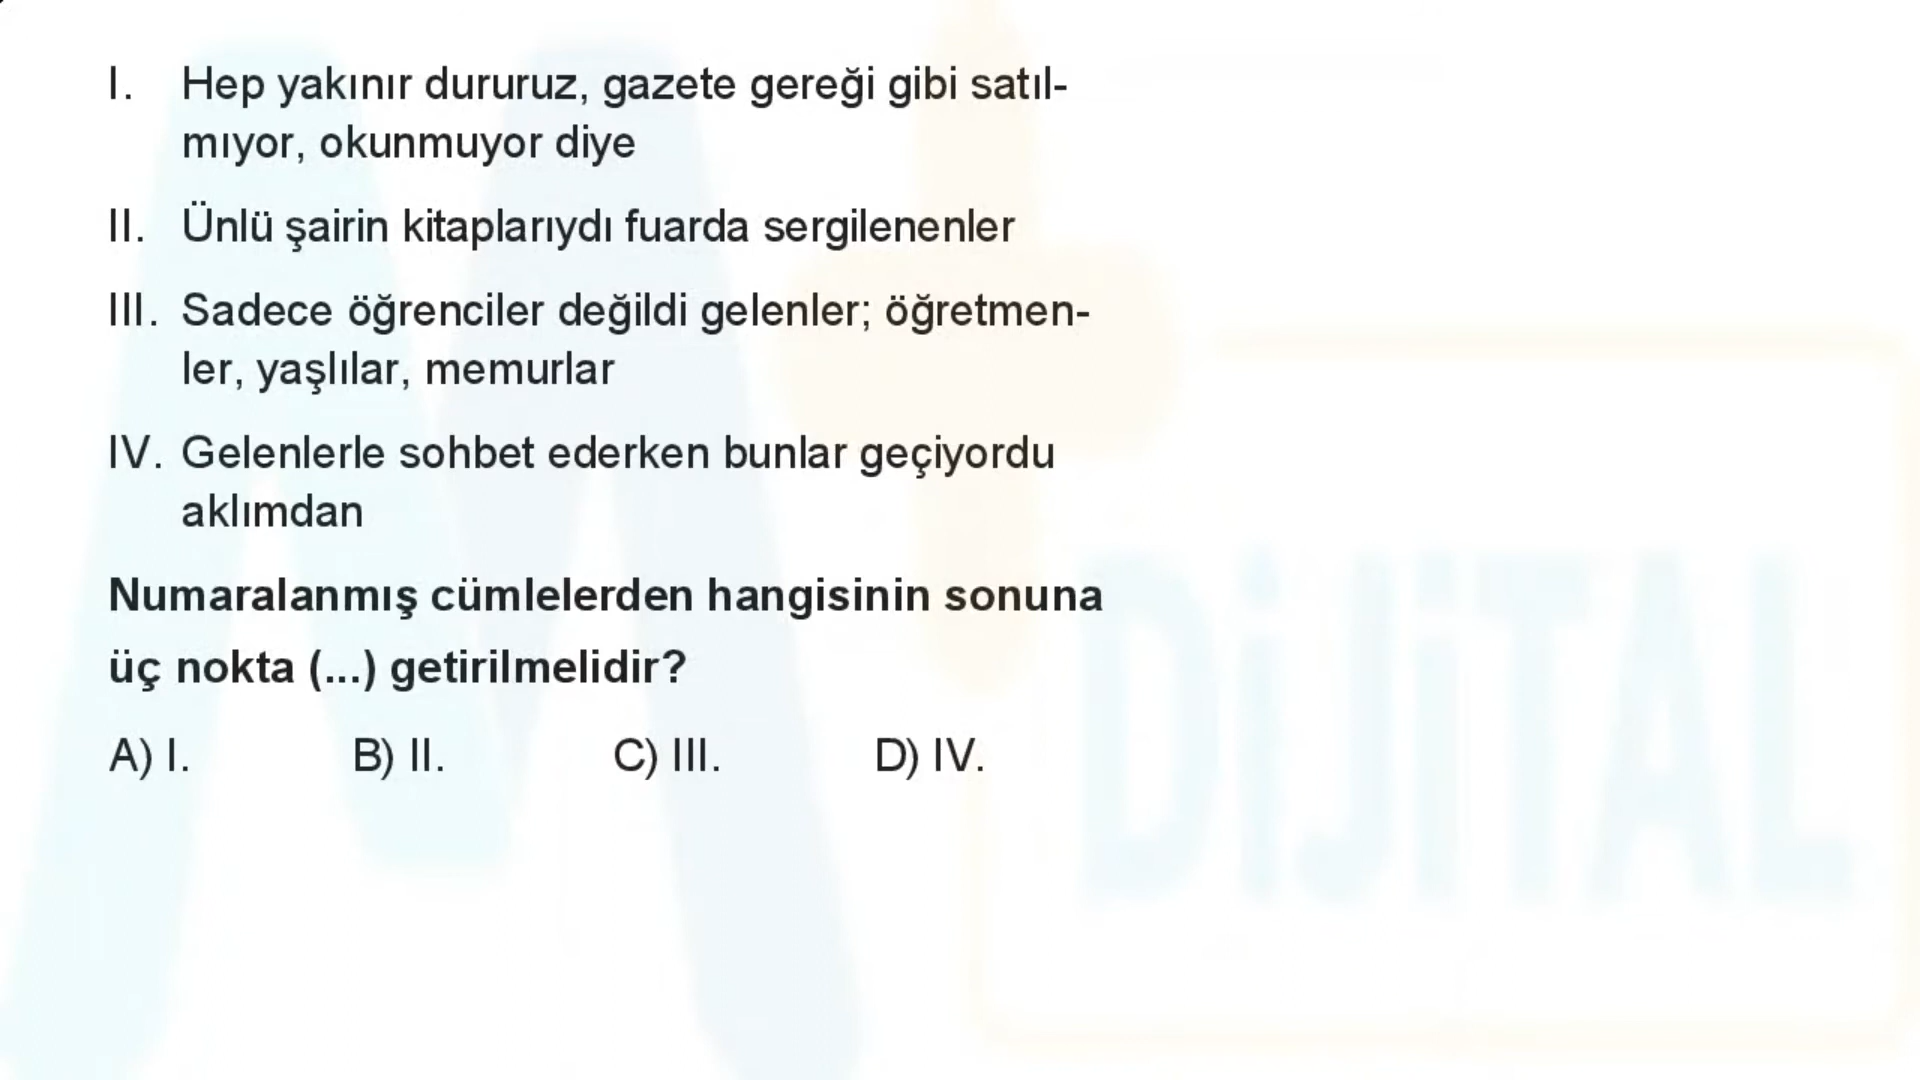 I. Hep yakınır dururuz, gazete gereği gibi satıl-
mıyor, okunmuyor diye
II. Ünlü şairin kitaplarıydı fuarda sergilenenler
III. Sadece öğrenciler değildi gelenler; öğretmen-
ler, yaşlılar, memurlar
IV. Gelenlerle sohbet ederken bunlar geçiyordu
aklımdan
Numaralanmış cümlelerden hangisinin sonuna
üç nokta (...) getirilmelidir?
A) I. B) II. C) III. D) IV.
DİJİTAL